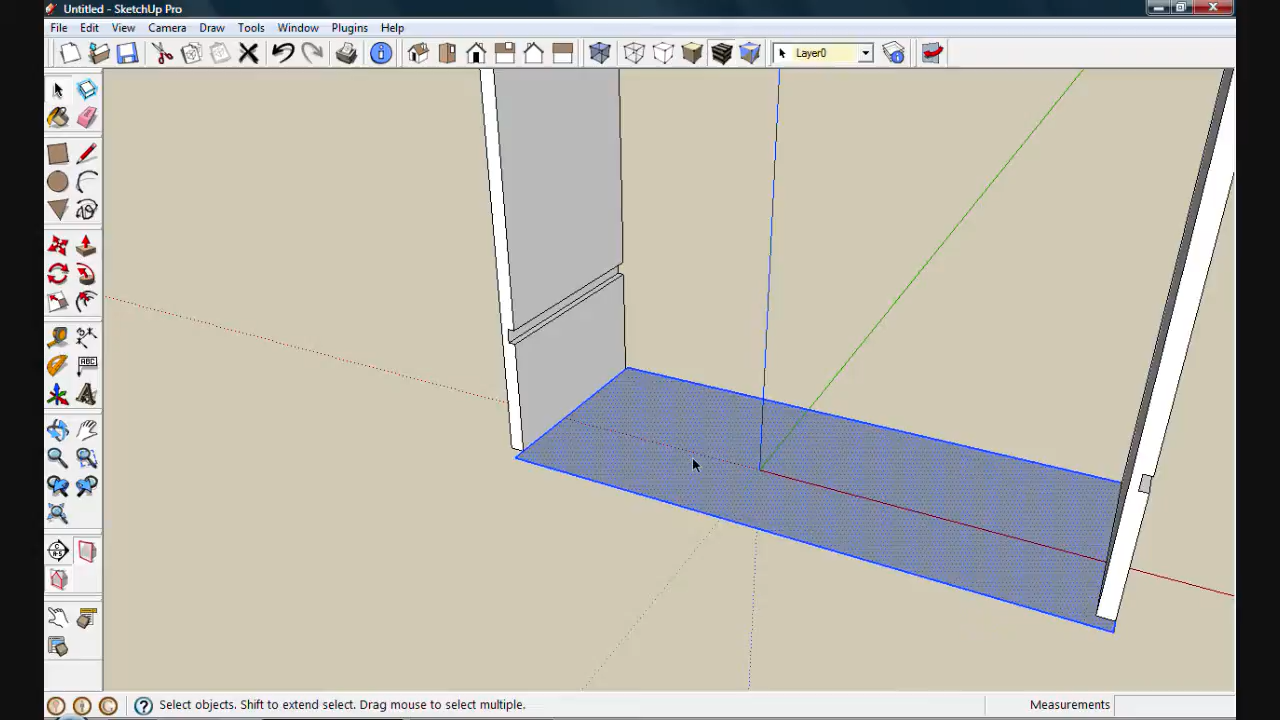 Untitled - SketchUp Pro
File Edit View Camera Draw Tools Window Plugins Help
Layer0
ABC
Select objects. Shift to extend select. Drag mouse to select multiple.
Measurements